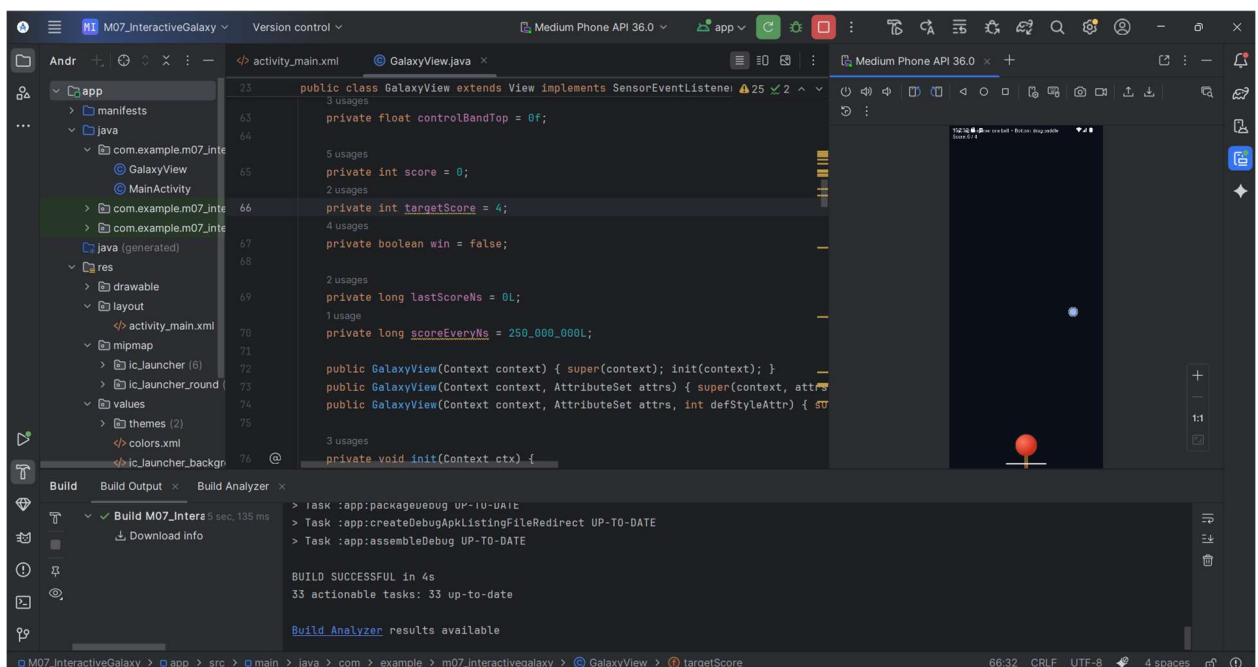 MI M07_InteractiveGalaxy
Version control
Medium Phone API 36.0
app
Andr
activity_main.xml
GalaxyView.java
Medium Phone API 36.0
app
manifests
java
com.example.m07_inte
GalaxyView
MainActivity
com.example.m07_inte
com.example.m07_inte
java (generated)
res
drawable
layout
activity_main.xml
mipmap
ic_launcher (6)
ic_launcher_round (
values
themes (2)
colors.xml
ic_launcher_backgr
23 public class GalaxyView extends View implements SensorEventListene
25 2
3 usages
63 private float controlBandTop = 0f;
64
5 usages
65 private int score = 0;
2 usages
66 private int targetScore = 4;
4 usages
67 private boolean win = false;
68
2 usages
69 private long lastScoreNs = 0L;
1 usage
70 private long scoreEveryNs = 250_000_000L;
71
72 public GalaxyView(Context context) { super(context); init(context); }
73 public GalaxyView(Context context, AttributeSet attrs) { super(context, attrs
74 public GalaxyView(Context context, AttributeSet attrs, int defStyleAttr) { su
75
3 usages
76 @ private void init(Context ctx) {
one ball • Bottom: drag paddle
Score: 0 / 4
1:1
Build
Build Output
Build Analyzer
Build M07_Intera 5 sec, 135 ms
Download info
> Task :app:packageDebug UP-TO-DATE
> Task :app:createDebugApkListingFileRedirect UP-TO-DATE
> Task :app:assembleDebug UP-TO-DATE
BUILD SUCCESSFUL in 4s
33 actionable tasks: 33 up-to-date
Build Analyzer results available
M07_InteractiveGalaxy > app > src > main > java > com > example > m07_interactivegalaxy > GalaxyView > targetScore
66:32 CRLF UTF-8 4 spaces